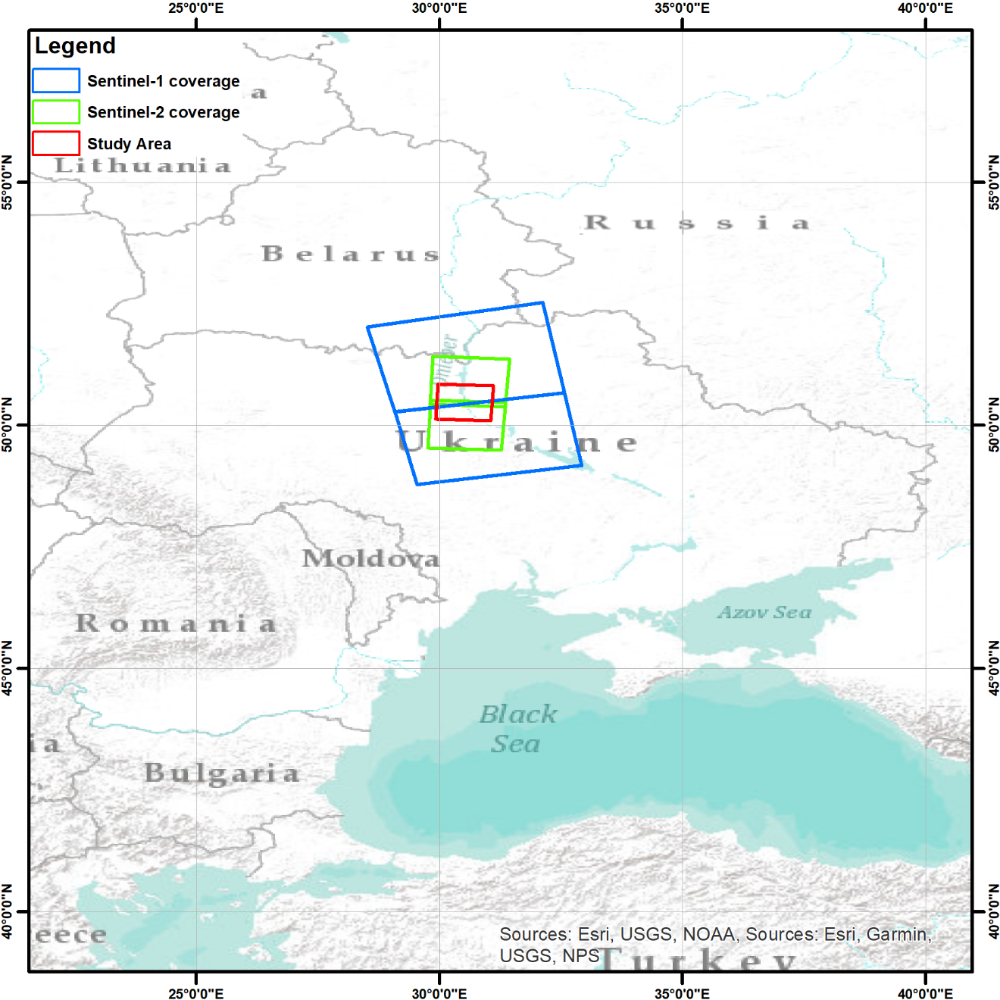 25°0'0"E 30°0'0"E 35°0'0"E 40°0'0"E
Legend
Sentinel-1 coverage
Sentinel-2 coverage
Study Area
a
Lithuania
55°0'0"N 55°0'0"N
Russia
Belarus
50°0'0"N 50°0'0"N
Ukraine
Moldova
Romania
Azov Sea
45°0'0"N 45°0'0"N
Black
Sea
ia
Bulgaria
40°0'0"N 40°0'0"N
eece
Sources: Esri, USGS, NOAA, Sources: Esri, Garmin,
USGS, NPS
Turkey
25°0'0"E 30°0'0"E 35°0'0"E 40°0'0"E